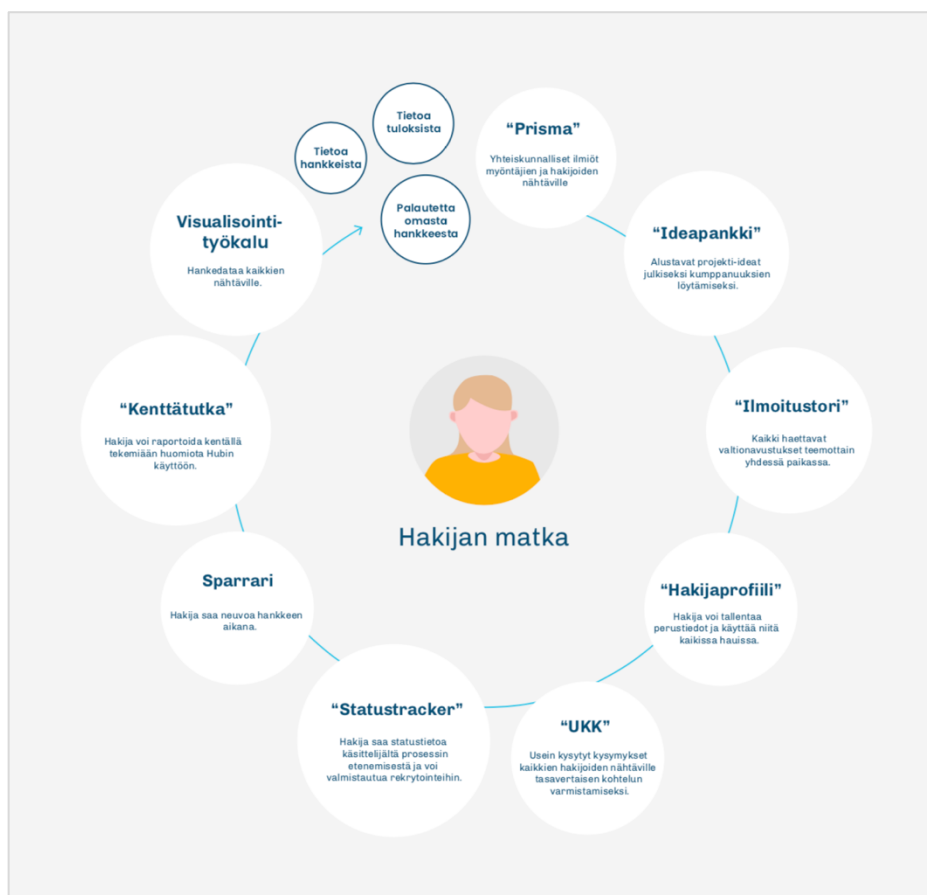 Tietoa
tuloksista
Tietoa
hankkeista
Palautetta
omasta
hankkeesta
“Prisma”
Yhteiskunnalliset ilmiöt
myöntäjien ja hakijoiden
nähtäville
“Ideapankki”
Alustavat projekti-ideat
julkiseksi kumppanuuksien
löytämiseksi.
“Ilmoitustori”
Kaikki haettavat
valtionavustukset teemottain
yhdessä paikassa.
“Hakijaprofiili”
Hakija voi tallentaa
perustiedot ja käyttää niitä
kaikissa hauissa.
“UKK”
Usein kysytyt kysymykset
kaikkien hakijoiden nähtäville
tasavertaisen kohtelun
varmistamiseksi.
“Statustracker”
Hakija saa statustietoa
käsittelijältä prosessin
etenemisestä ja voi
valmistautua rekrytointeihin.
Sparrari
Hakija saa neuvoa hankkeen
aikana.
“Kenttätutka”
Hakija voi raportoida kentällä
tekemiään huomiota Hubin
käyttöön.
Visualisointi-
työkalu
Hankedataa kaikkien
nähtäville.
Hakijan matka